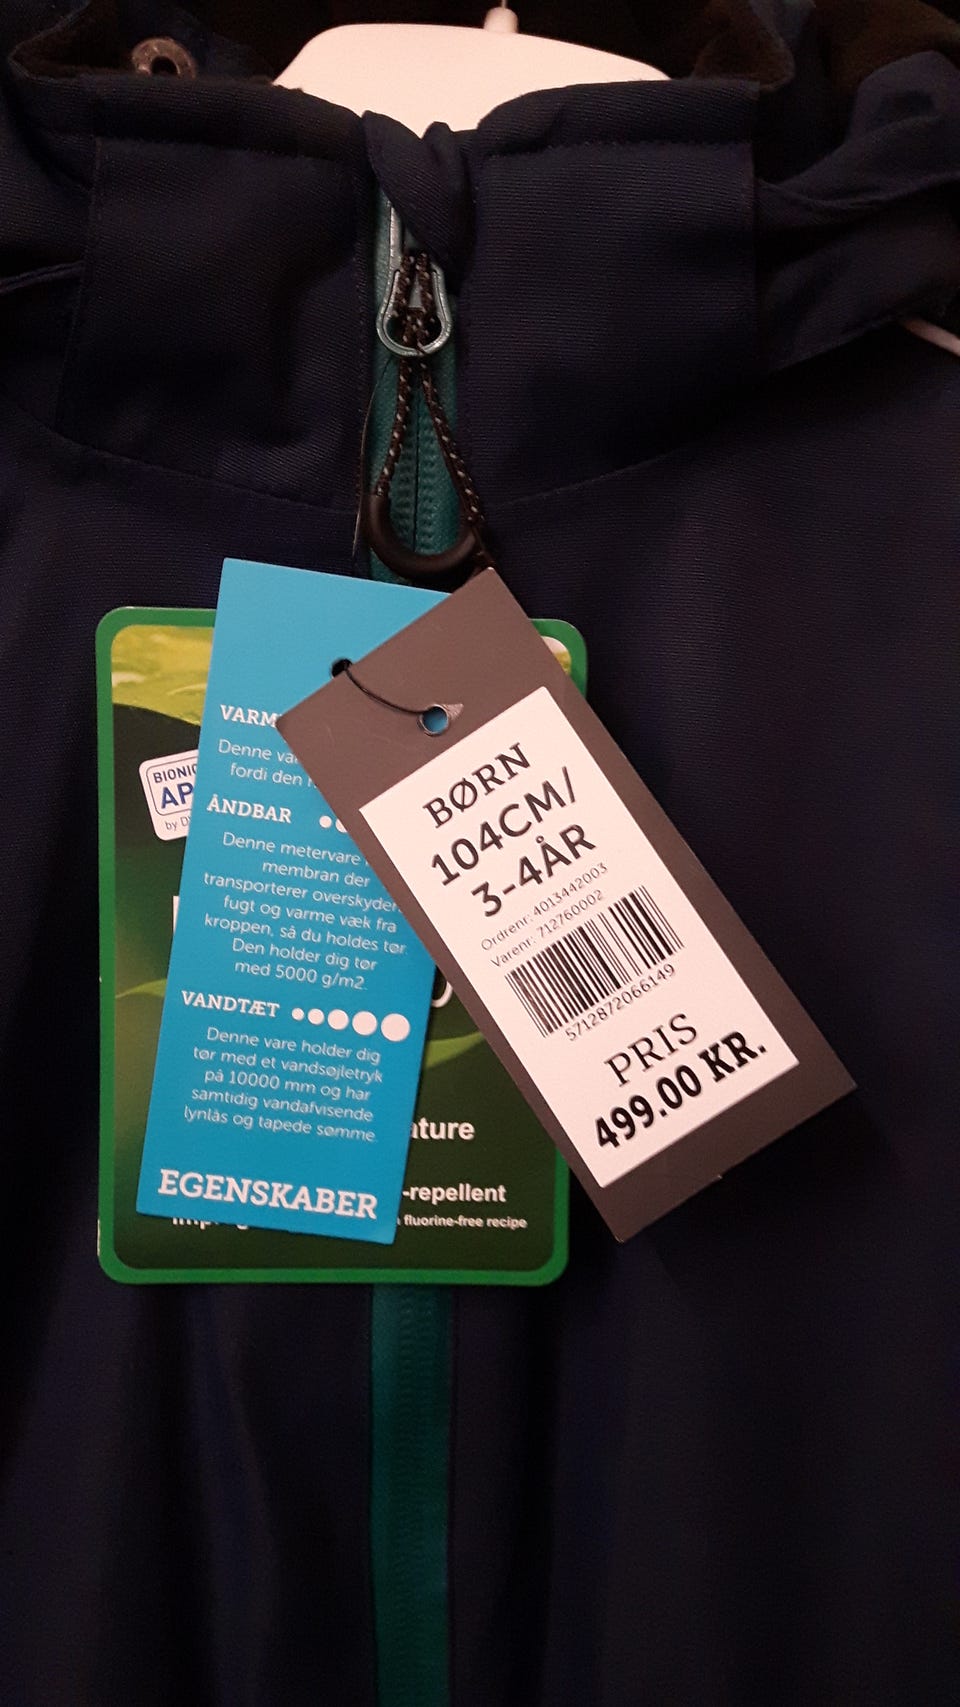 BIONIC
AP
by D
VARM
Denne va
fordi den
ÅNDBAR
Denne metervare
membran der
transporterer overskyden
fugt og varme væk fra
kroppen, så du holdes tør.
Den holder dig tør
med 5000 g/m2
VANDTÆT
Denne vare holder dig
tør med et vandsøjletryk
på 10000 mm og har
samtidig vandafvisende
lynlås og tapede sømme
EGENSKABER
ature
-repellent
fluorine-free recipe
BØRN
104CM/
3-4ÅR
Ordrenr: 4013442003
Varenr: 712760002
5712872066149
PRIS
499.00 KR.